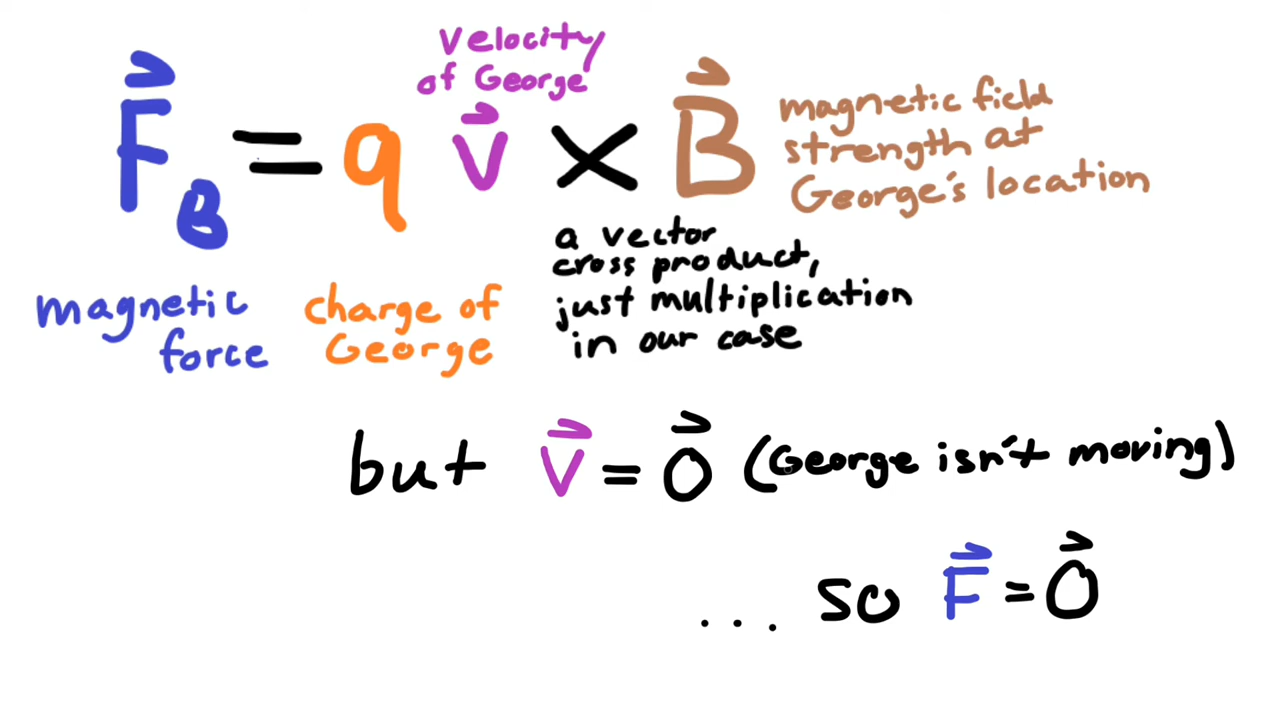 Velocity
of George
F⃗_B = q v⃗ × B⃗
magnetic field
strength at
George's location
magnetic
force
charge of
George
a vector
cross product,
just multiplication
in our case
but v⃗ = 0⃗ (George isn't moving)
... so F⃗ = 0⃗